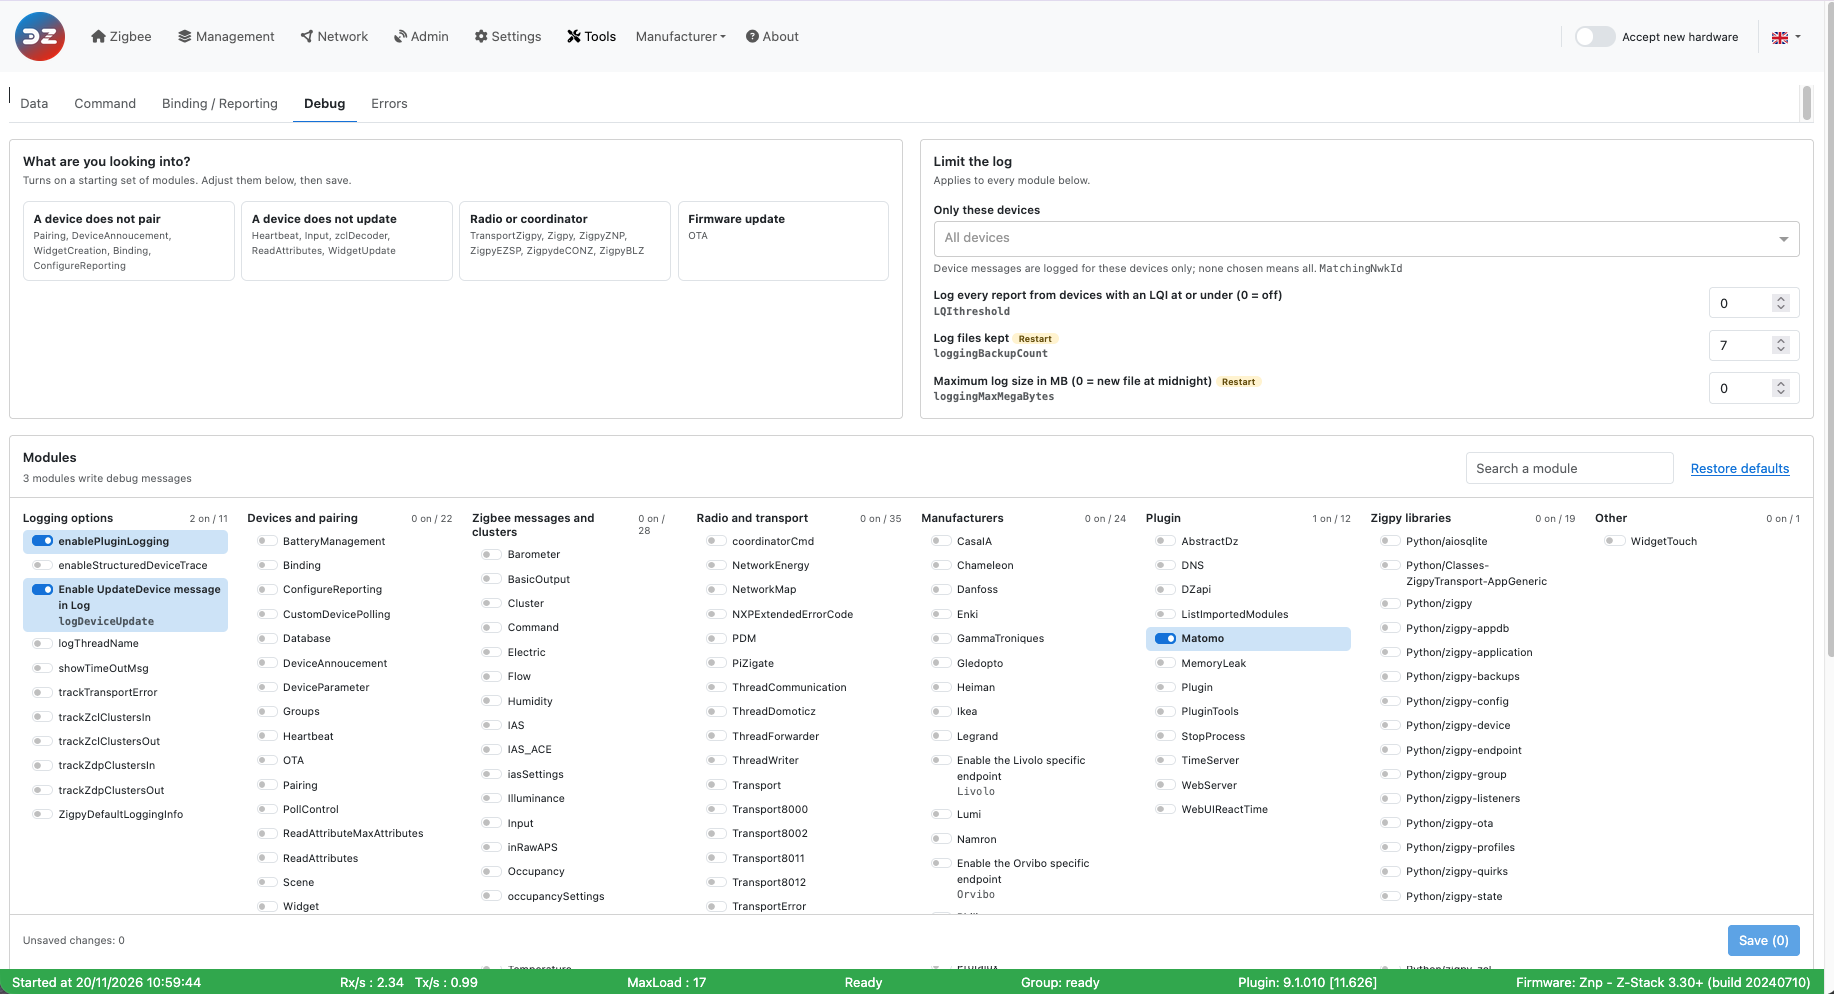 DZ
Zigbee
Management
Network
Admin
Settings
Tools
Manufacturer
About
Accept new hardware
Data
Command
Binding / Reporting
Debug
Errors
What are you looking into?
Turns on a starting set of modules. Adjust them below, then save.
A device does not pair
Pairing, DeviceAnnoucement,
WidgetCreation, Binding,
ConfigureReporting
A device does not update
Heartbeat, Input, zclDecoder,
ReadAttributes, WidgetUpdate
Radio or coordinator
TransportZigpy, Zigpy, ZigpyZNP,
ZigpyEZSP, ZigpydeCONZ, ZigpyBLZ
Firmware update
OTA
Limit the log
Applies to every module below.
Only these devices
All devices
Device messages are logged for these devices only; none chosen means all. MatchingNwkId
Log every report from devices with an LQI at or under (0 = off)
LQIthreshold
0
Log files kept Restart
loggingBackupCount
7
Maximum log size in MB (0 = new file at midnight) Restart
loggingMaxMegaBytes
0
Modules
3 modules write debug messages
Search a module
Restore defaults
Logging options 2 on / 11
enablePluginLogging
enableStructuredDeviceTrace
Enable UpdateDevice message
in Log
logDeviceUpdate
logThreadName
showTimeOutMsg
trackTransportError
trackZclClustersIn
trackZclClustersOut
trackZdpClustersIn
trackZdpClustersOut
ZigpyDefaultLoggingInfo
Devices and pairing 0 on / 22
BatteryManagement
Binding
ConfigureReporting
CustomDevicePolling
Database
DeviceAnnoucement
DeviceParameter
Groups
Heartbeat
OTA
Pairing
PollControl
ReadAttributeMaxAttributes
ReadAttributes
Scene
Widget
Zigbee messages and
clusters
0 on /
28
Barometer
BasicOutput
Cluster
Command
Electric
Flow
Humidity
IAS
IAS_ACE
iasSettings
Illuminance
Input
inRawAPS
Occupancy
occupancySettings
Temperature
Radio and transport 0 on / 35
coordinatorCmd
NetworkEnergy
NetworkMap
NXPExtendedErrorCode
PDM
PiZigate
ThreadCommunication
ThreadDomoticz
ThreadForwarder
ThreadWriter
Transport
Transport8000
Transport8002
Transport8011
Transport8012
TransportError
Manufacturers 0 on / 24
CasaIA
Chameleon
Danfoss
Enki
GammaTroniques
Gledopto
Heiman
Ikea
Legrand
Enable the Livolo specific
endpoint
Livolo
Lumi
Namron
Enable the Orvibo specific
endpoint
Orvibo
Plugin 1 on / 12
AbstractDz
DNS
DZapi
ListImportedModules
Matomo
MemoryLeak
Plugin
PluginTools
StopProcess
TimeServer
WebServer
WebUIReactTime
Zigpy libraries 0 on / 19
Python/aiosqlite
Python/Classes-
ZigpyTransport-AppGeneric
Python/zigpy
Python/zigpy-appdb
Python/zigpy-application
Python/zigpy-backups
Python/zigpy-config
Python/zigpy-device
Python/zigpy-endpoint
Python/zigpy-group
Python/zigpy-listeners
Python/zigpy-ota
Python/zigpy-profiles
Python/zigpy-quirks
Python/zigpy-state
Other 0 on / 1
WidgetTouch
Unsaved changes: 0
Save (0)
Started at 20/11/2026 10:59:44
Rx/s : 2.34 Tx/s : 0.99
MaxLoad : 17
Ready
Group: ready
Plugin: 9.1.010 [11.626]
Firmware: Znp - Z-Stack 3.30+ (build 20240710)